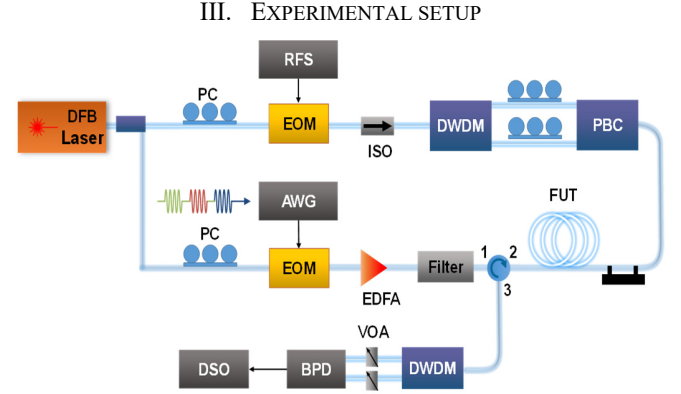 III. EXPERIMENTAL SETUP
RFS
PC
DFB
Laser
EOM
ISO
DWDM
PBC
AWG
FUT
PC
EOM
EDFA
Filter
1
2
3
VOA
DSO
BPD
DWDM